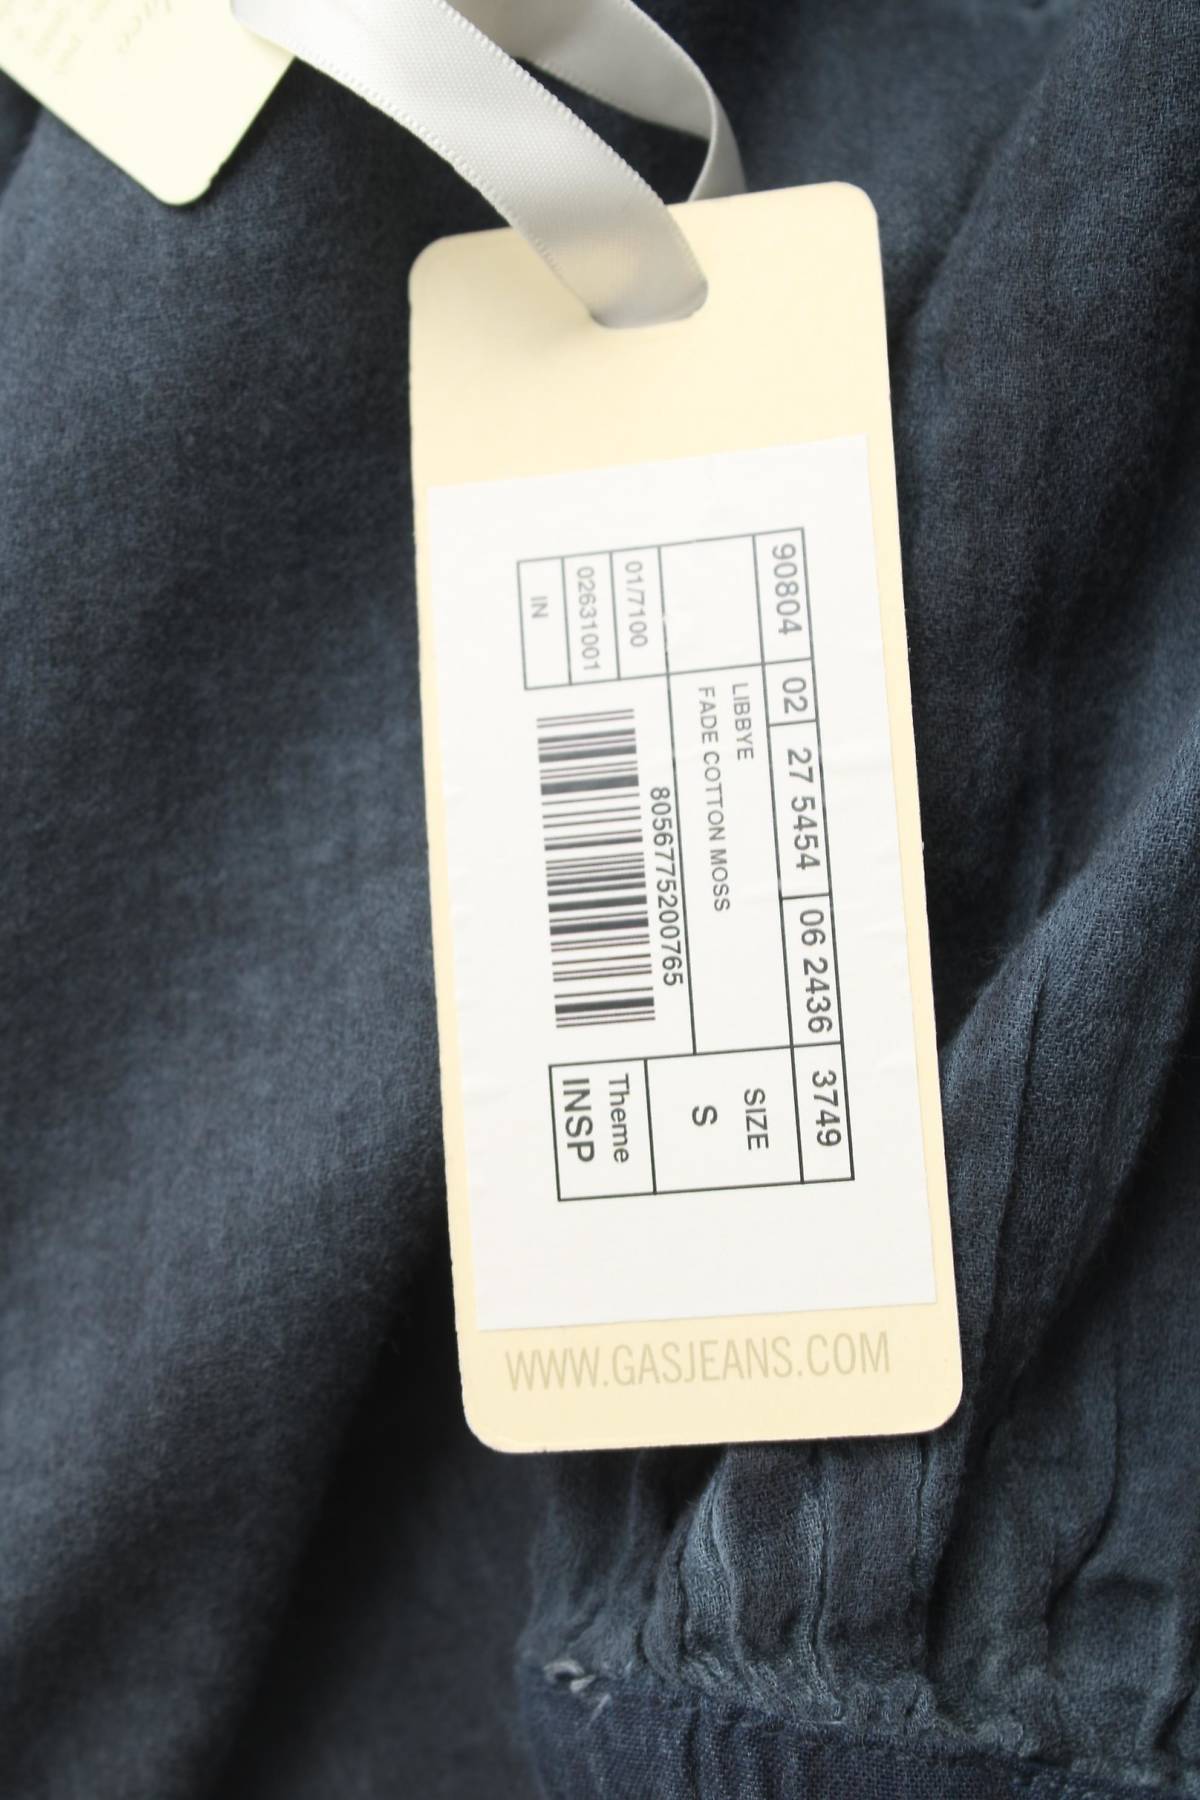 90804 02 27 5454 06 2436 3749
LIBBYE
FADE COTTON MOSS
SIZE
S
01/7100
02631001
IN
8056775200765
Theme
INSP
WWW.GASJEANS.COM